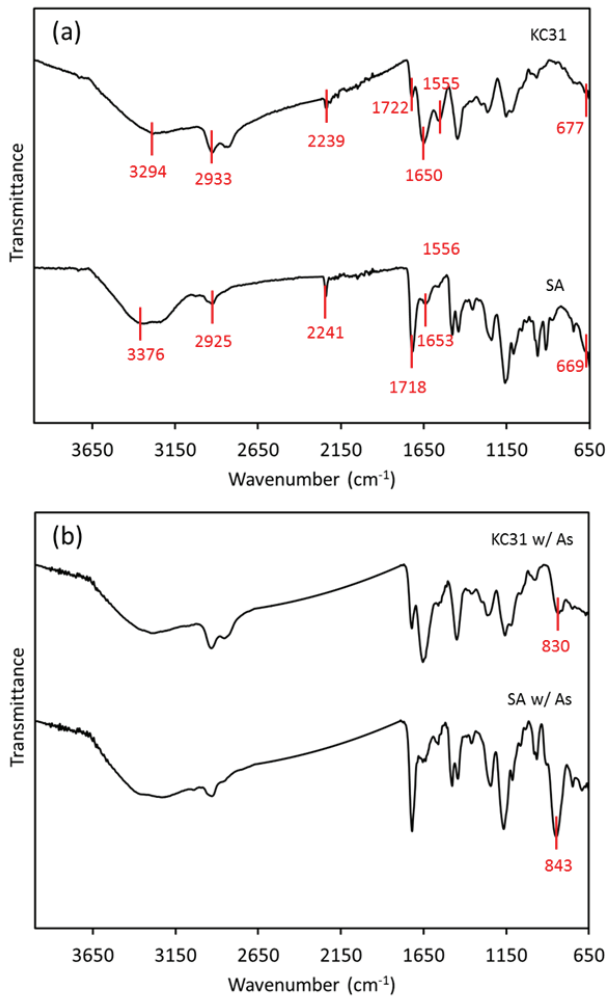 (a)
KC31
1555
1722
677
2239
3294
2933
1650
1556
SA
3376
2925
2241
1653
669
1718
Transmittance
3650 3150 2650 2150 1650 1150 650
Wavenumber (cm⁻¹)
(b)
KC31 w/ As
830
SA w/ As
843
Transmittance
3650 3150 2650 2150 1650 1150 650
Wavenumber (cm⁻¹)